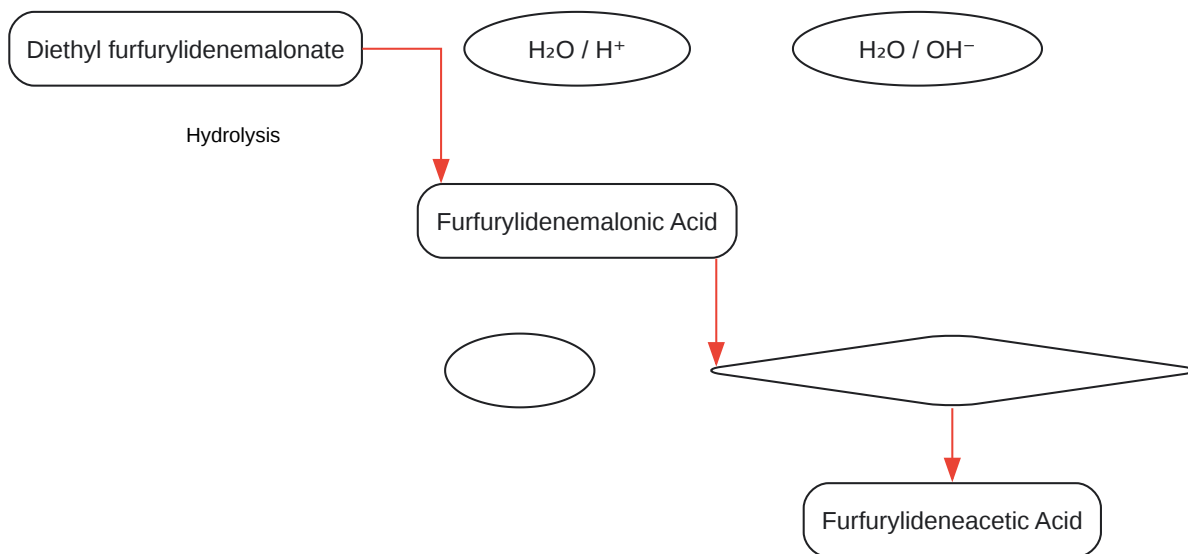 Diethyl furfurylidenemalonate
H₂O / H⁺
H₂O / OH⁻
Hydrolysis
Furfurylidenemalonic Acid
Furfurylideneacetic Acid